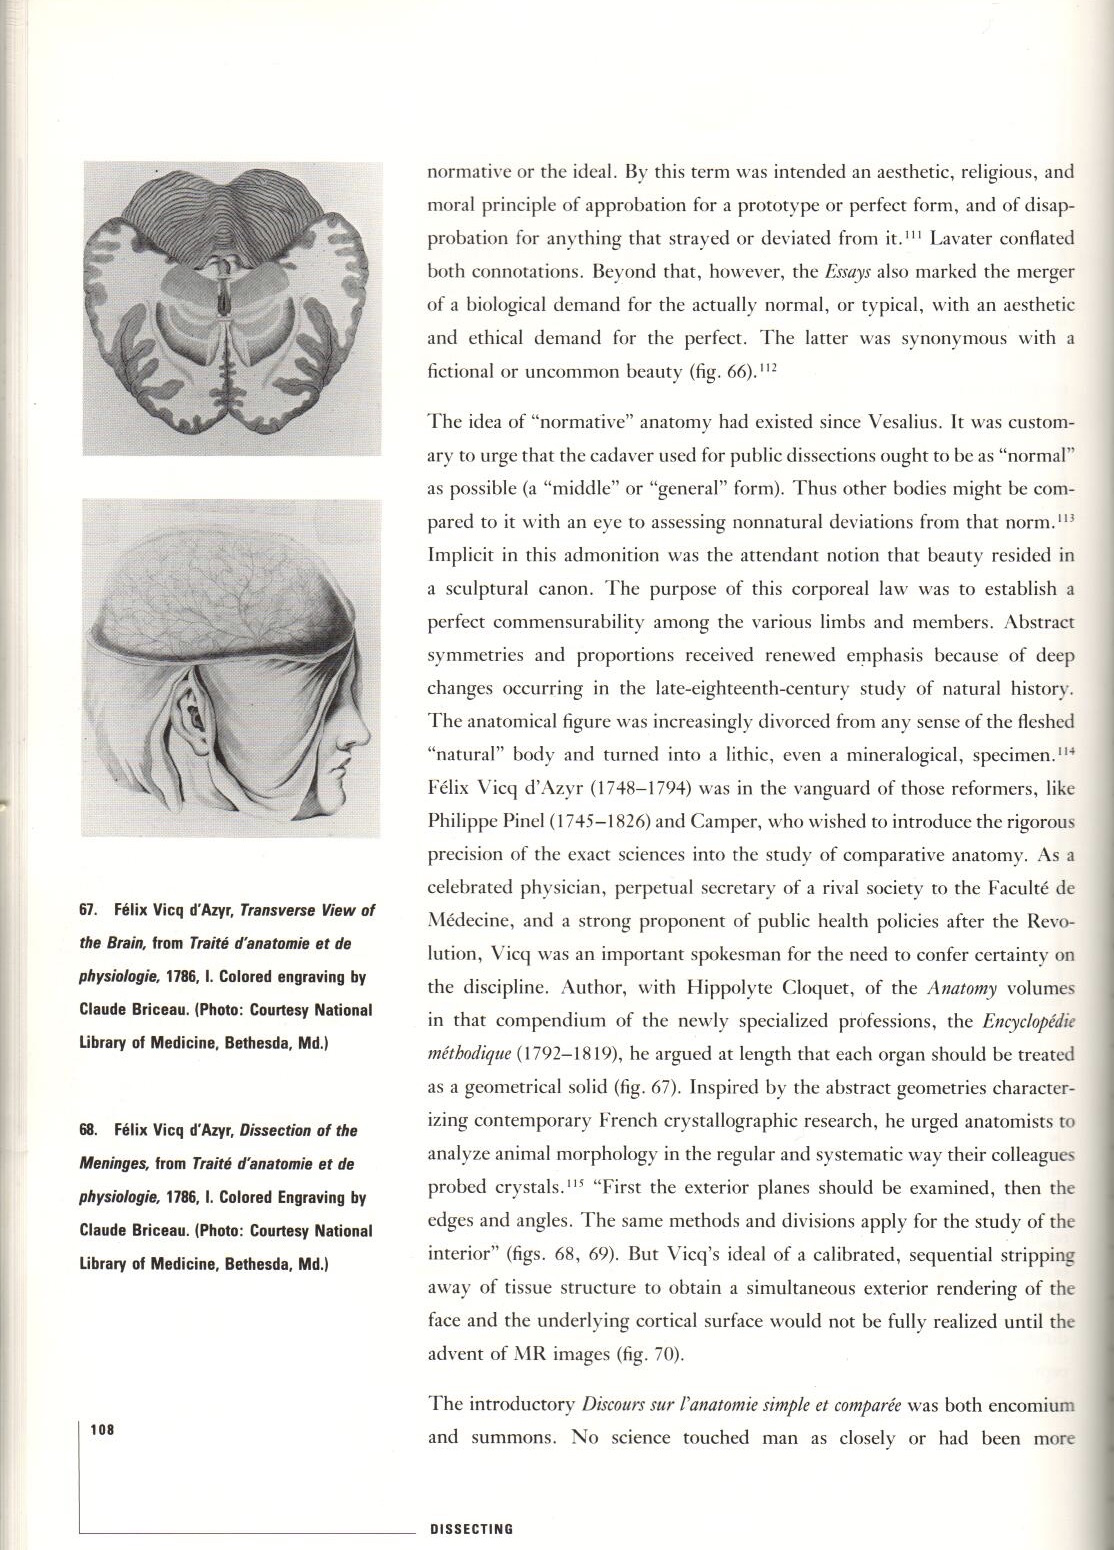 normative or the ideal. By this term was intended an aesthetic, religious, and
moral principle of approbation for a prototype or perfect form, and of disap-
probation for anything that strayed or deviated from it.¹¹¹ Lavater conflated
both connotations. Beyond that, however, the Essays also marked the merger
of a biological demand for the actually normal, or typical, with an aesthetic
and ethical demand for the perfect. The latter was synonymous with a
fictional or uncommon beauty (fig. 66).¹¹²
The idea of “normative” anatomy had existed since Vesalius. It was custom-
ary to urge that the cadaver used for public dissections ought to be as “normal”
as possible (a “middle” or “general” form). Thus other bodies might be com-
pared to it with an eye to assessing nonnatural deviations from that norm.¹¹³
Implicit in this admonition was the attendant notion that beauty resided in
a sculptural canon. The purpose of this corporeal law was to establish a
perfect commensurability among the various limbs and members. Abstract
symmetries and proportions received renewed emphasis because of deep
changes occurring in the late-eighteenth-century study of natural history.
The anatomical figure was increasingly divorced from any sense of the fleshed
“natural” body and turned into a lithic, even a mineralogical, specimen.¹¹⁴
Félix Vicq d'Azyr (1748–1794) was in the vanguard of those reformers, like
Philippe Pinel (1745–1826) and Camper, who wished to introduce the rigorous
precision of the exact sciences into the study of comparative anatomy. As a
celebrated physician, perpetual secretary of a rival society to the Faculté de
Médecine, and a strong proponent of public health policies after the Revo-
lution, Vicq was an important spokesman for the need to confer certainty on
the discipline. Author, with Hippolyte Cloquet, of the Anatomy volumes
in that compendium of the newly specialized professions, the Encyclopédie
méthodique (1792–1819), he argued at length that each organ should be treated
as a geometrical solid (fig. 67). Inspired by the abstract geometries character-
izing contemporary French crystallographic research, he urged anatomists to
analyze animal morphology in the regular and systematic way their colleagues
probed crystals.¹¹⁵ “First the exterior planes should be examined, then the
edges and angles. The same methods and divisions apply for the study of the
interior” (figs. 68, 69). But Vicq's ideal of a calibrated, sequential stripping
away of tissue structure to obtain a simultaneous exterior rendering of the
face and the underlying cortical surface would not be fully realized until the
advent of MR images (fig. 70).
The introductory Discours sur l'anatomie simple et comparée was both encomium
and summons. No science touched man as closely or had been more
67. Félix Vicq d'Azyr, Transverse View of
the Brain, from Traité d'anatomie et de
physiologie, 1786, I. Colored engraving by
Claude Briceau. (Photo: Courtesy National
Library of Medicine, Bethesda, Md.)
68. Félix Vicq d'Azyr, Dissection of the
Meninges, from Traité d'anatomie et de
physiologie, 1786, I. Colored Engraving by
Claude Briceau. (Photo: Courtesy National
Library of Medicine, Bethesda, Md.)
108
DISSECTING